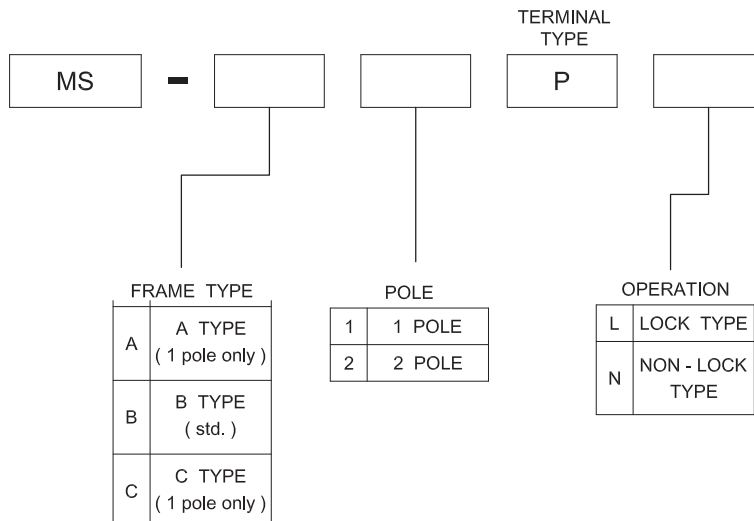 TERMINAL
TYPE
MS - P
FRAME TYPE
A A TYPE
( 1 pole only )
B B TYPE
( std. )
C C TYPE
( 1 pole only )
POLE
1 1 POLE
2 2 POLE
OPERATION
L LOCK TYPE
N NON - LOCK
TYPE